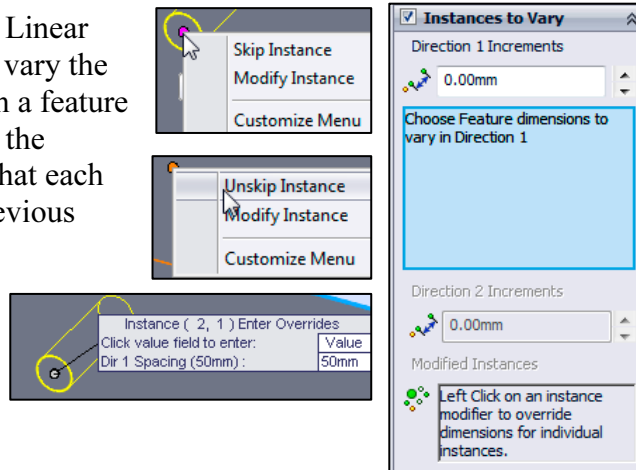 Linear
vary the
n a feature
the
hat each
evious
Skip Instance
Modify Instance
Customize Menu
Unskip Instance
Modify Instance
Customize Menu
Instance ( 2, 1 ) Enter Overrides
Click value field to enter: Value
Dir 1 Spacing (50mm) : 50mm
Instances to Vary
Direction 1 Increments
0.00mm
Choose Feature dimensions to
vary in Direction 1
Direction 2 Increments
0.00mm
Modified Instances
Left Click on an instance
modifier to override
dimensions for individual
instances.